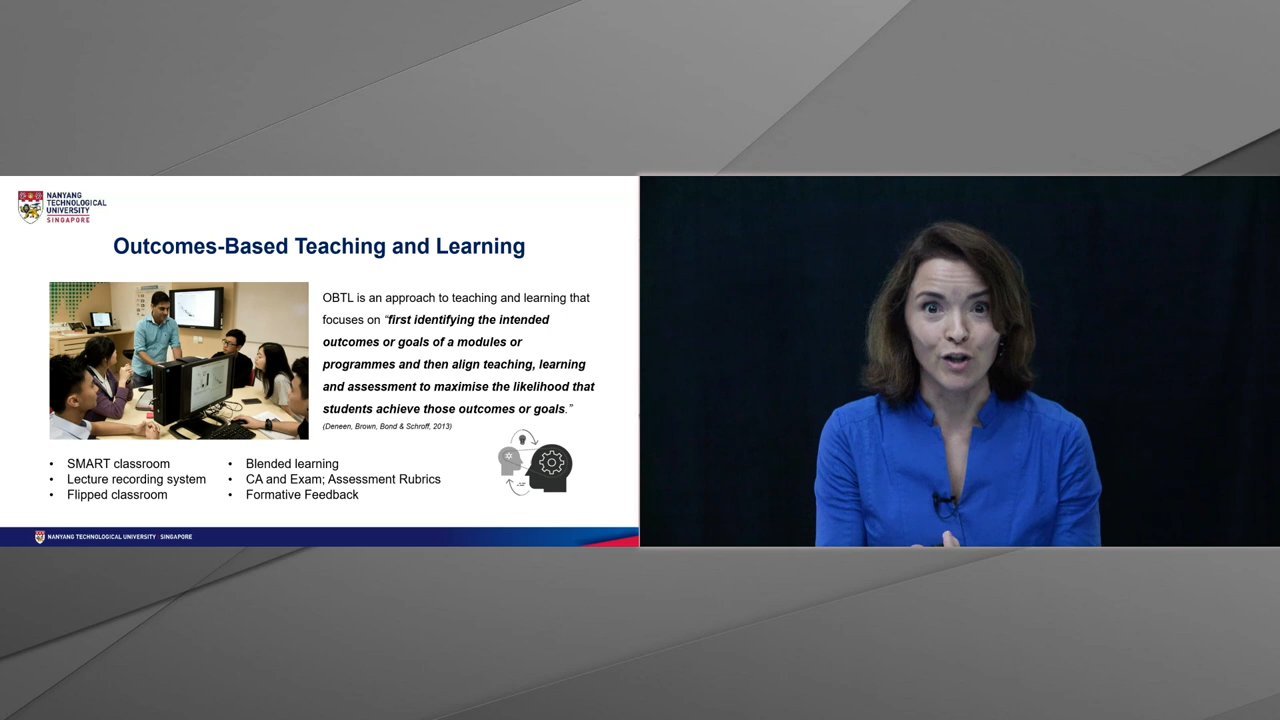 NANYANG
TECHNOLOGICAL
UNIVERSITY
SINGAPORE
Outcomes-Based Teaching and Learning
OBTL is an approach to teaching and learning that
focuses on “first identifying the intended
outcomes or goals of a modules or
programmes and then align teaching, learning
and assessment to maximise the likelihood that
students achieve those outcomes or goals.”
(Deneen, Brown, Bond & Schroff, 2013)
• SMART classroom
• Lecture recording system
• Flipped classroom
• Blended learning
• CA and Exam; Assessment Rubrics
• Formative Feedback
NANYANG TECHNOLOGICAL UNIVERSITY | SINGAPORE